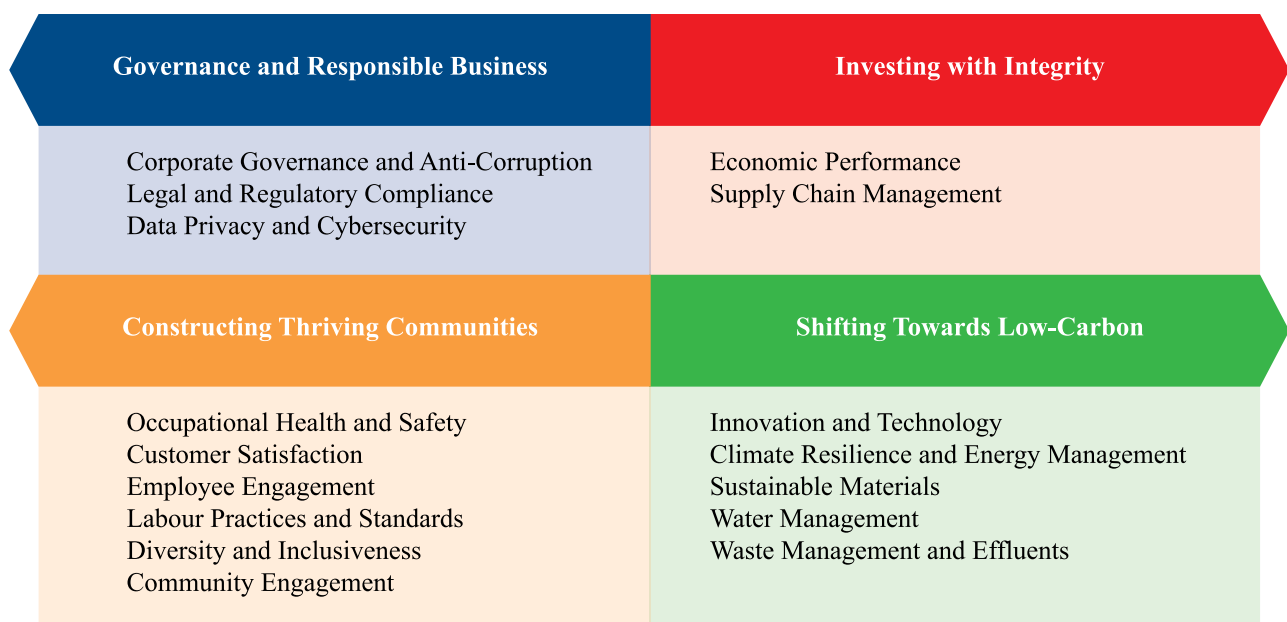 Governance and Responsible Business
Corporate Governance and Anti-Corruption
Legal and Regulatory Compliance
Data Privacy and Cybersecurity
Investing with Integrity
Economic Performance
Supply Chain Management
Constructing Thriving Communities
Occupational Health and Safety
Customer Satisfaction
Employee Engagement
Labour Practices and Standards
Diversity and Inclusiveness
Community Engagement
Shifting Towards Low-Carbon
Innovation and Technology
Climate Resilience and Energy Management
Sustainable Materials
Water Management
Waste Management and Effluents